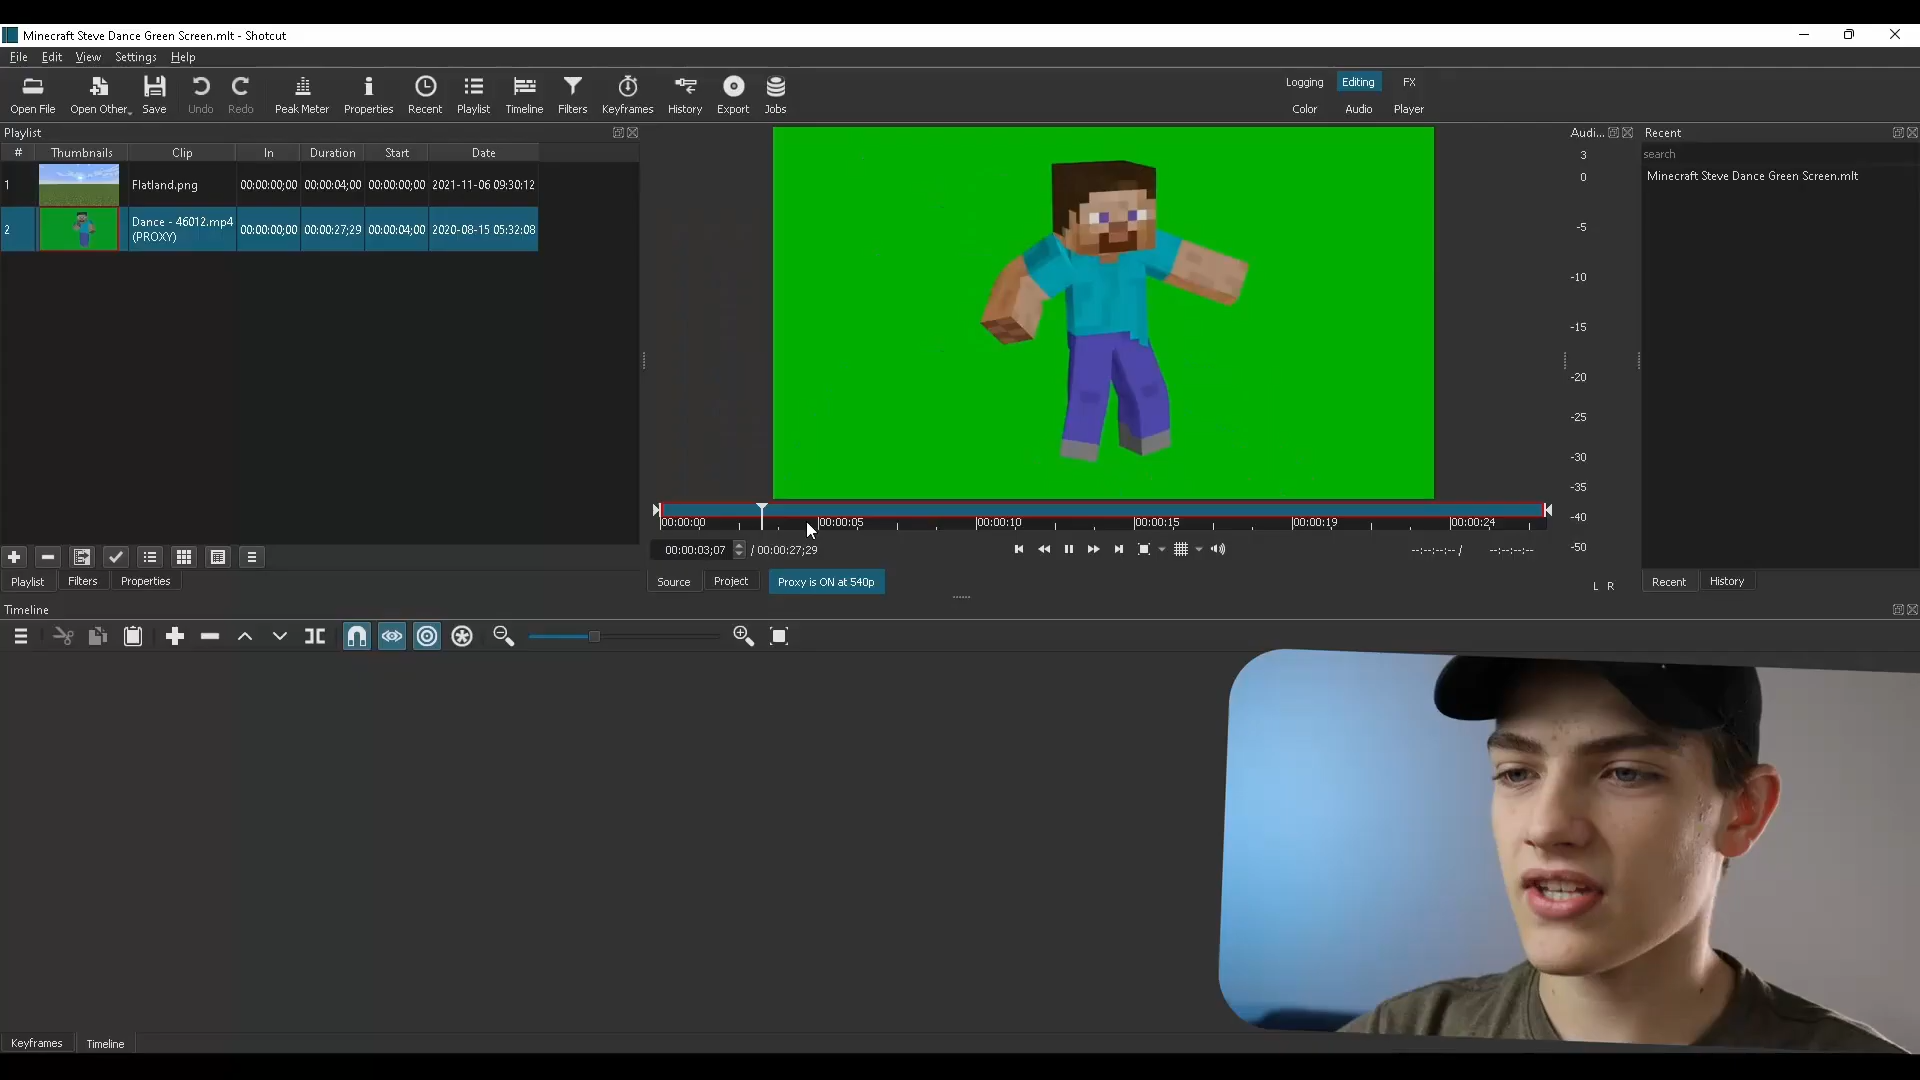 Minecraft Steve Dance Green Screen.mlt - Shotcut
File Edit View Settings Help
Open File Open Other... Save Undo Redo Peak Meter Properties Recent Playlist Timeline Filters Keyframes History Export Jobs
Logging Editing FX
Color Audio Player
Playlist
# Thumbnails Clip In Duration Start Date
1 Flatland.png 00:00:00;00 00:00:04;00 00:00:00;00 2021-11-06 09:30:12
2 Dance - 46012.mp4 (PROXY) 00:00:00;00 00:00:27;29 00:00:04;00 2020-08-15 05:32:08
Playlist Filters Properties
00:00:00 00:00:05 00:00:10 00:00:15 00:00:19 00:00:24
00:00:03;07 / 00:00:27;29
--:--:--:-- / --:--:--:--
Source Project Proxy is ON at 540p
Audi...
3
0
-5
-10
-15
-20
-25
-30
-35
-40
-50
L R
Recent
search
Minecraft Steve Dance Green Screen.mlt
Recent History
Timeline
Keyframes Timeline